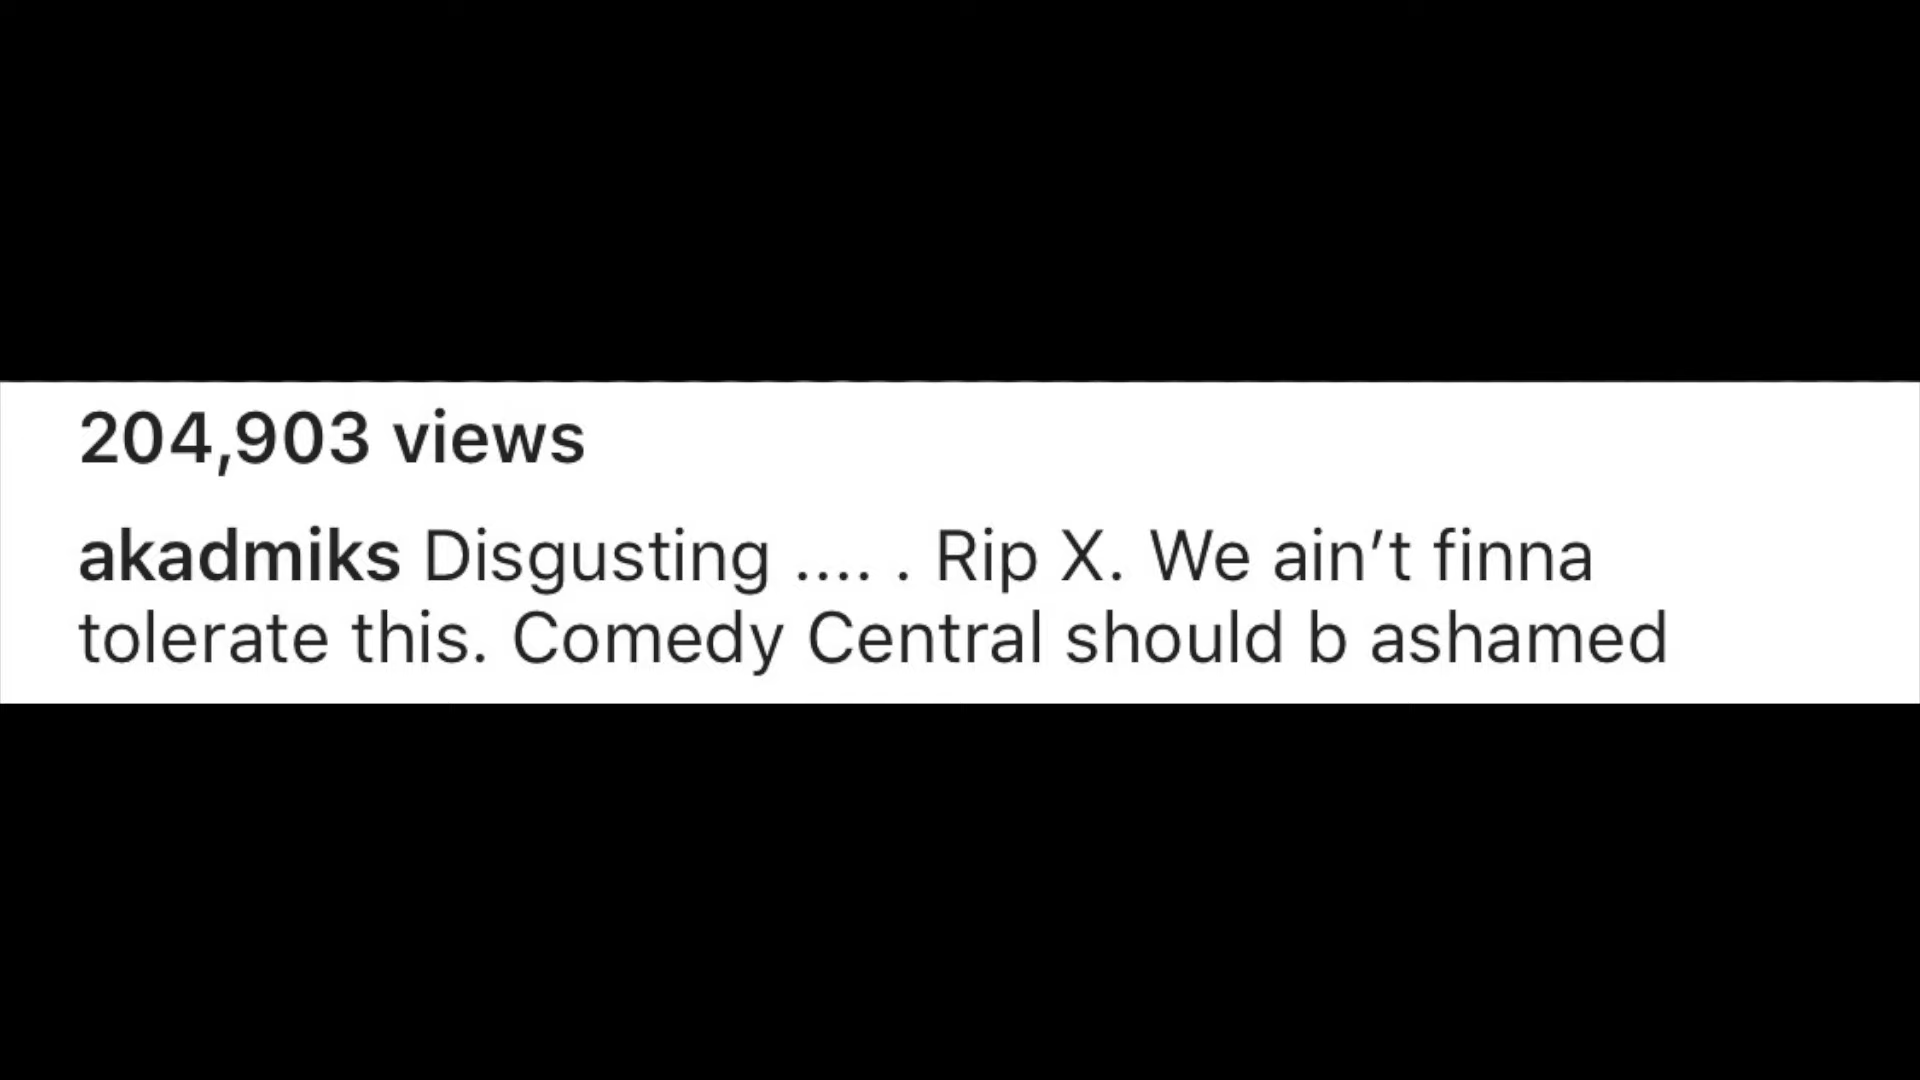 204,903 views
akadmiks Disgusting .... . Rip X. We ain’t finna
tolerate this. Comedy Central should b ashamed